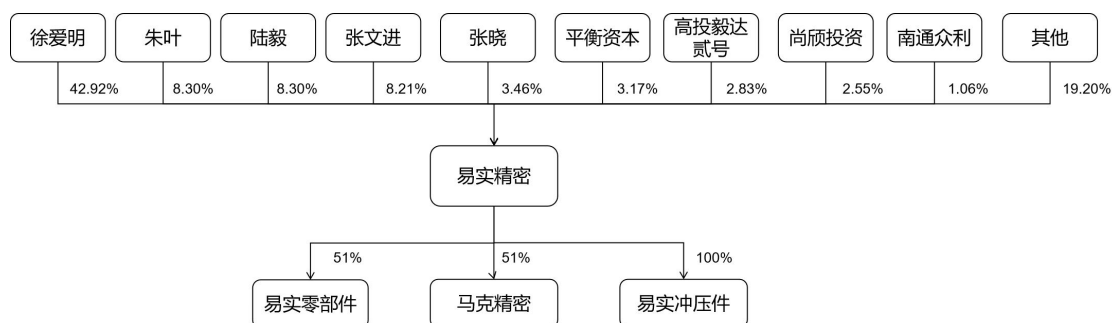 徐爱明
朱叶
陆毅
张文进
张晓
平衡资本
高投毅达
贰号
尚颀投资
南通众利
其他
42.92%
8.30%
8.30%
8.21%
3.46%
3.17%
2.83%
2.55%
1.06%
19.20%
易实精密
51%
51%
100%
易实零部件
马克精密
易实冲压件